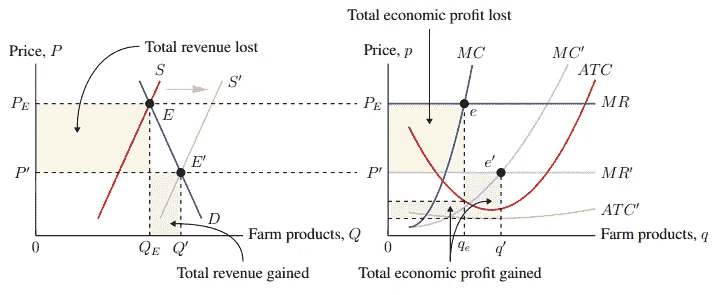 Total economic profit lost
Price, P
Total revenue lost
S
S′
P_E
E
P′
E′
D
0
Q_E
Q′
Farm products, Q
Total revenue gained
Price, p
MC
MC′
ATC
P_E
e
MR
P′
e′
MR′
ATC′
0
q_e
q′
Farm products, q
Total economic profit gained